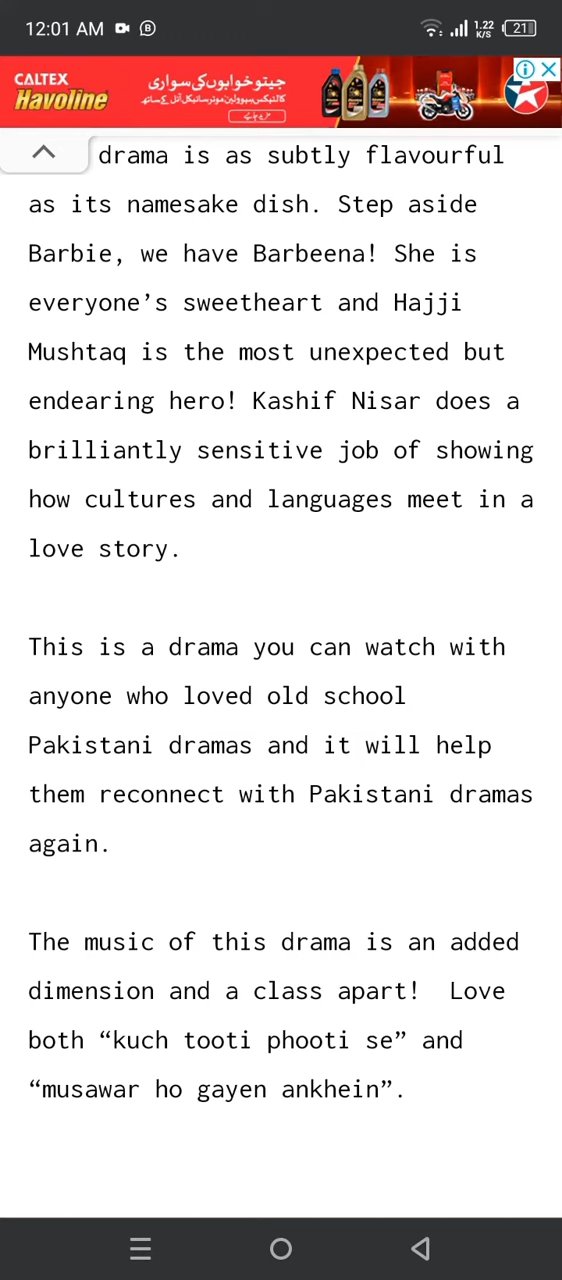 12:01 AM
1.22
K/S
21
CALTEX
Havoline
جیتو خوابوں کی سواری
drama is as subtly flavourful
as its namesake dish. Step aside
Barbie, we have Barbeena! She is
everyone’s sweetheart and Hajji
Mushtaq is the most unexpected but
endearing hero! Kashif Nisar does a
brilliantly sensitive job of showing
how cultures and languages meet in a
love story.
This is a drama you can watch with
anyone who loved old school
Pakistani dramas and it will help
them reconnect with Pakistani dramas
again.
The music of this drama is an added
dimension and a class apart!  Love
both “kuch tooti phooti se” and
“musawar ho gayen ankhein”.